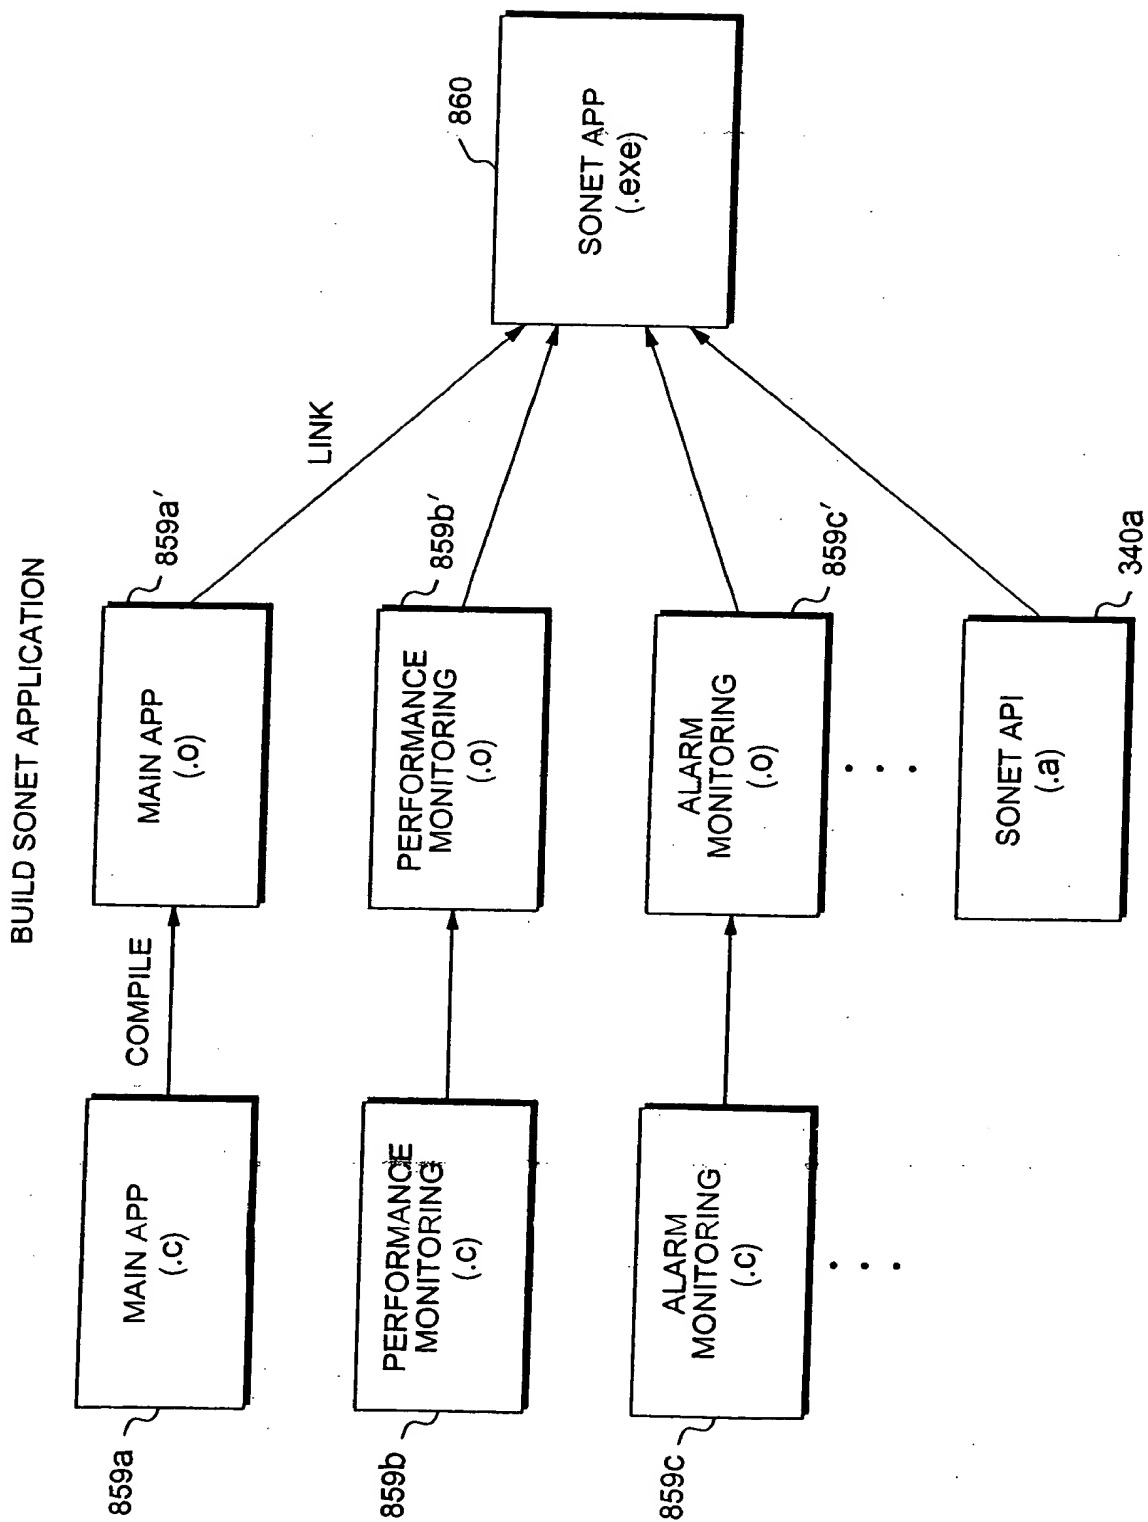 BUILD SONET APPLICATION
859a
MAIN APP
(.c)
COMPILE
MAIN APP
(.o)
859a′
LINK
859b
PERFORMANCE
MONITORING
(.c)
PERFORMANCE
MONITORING
(.o)
859b′
859c
ALARM
MONITORING
(.c)
ALARM
MONITORING
(.o)
859c′
SONET API
(.a)
340a
SONET APP
(.exe)
860